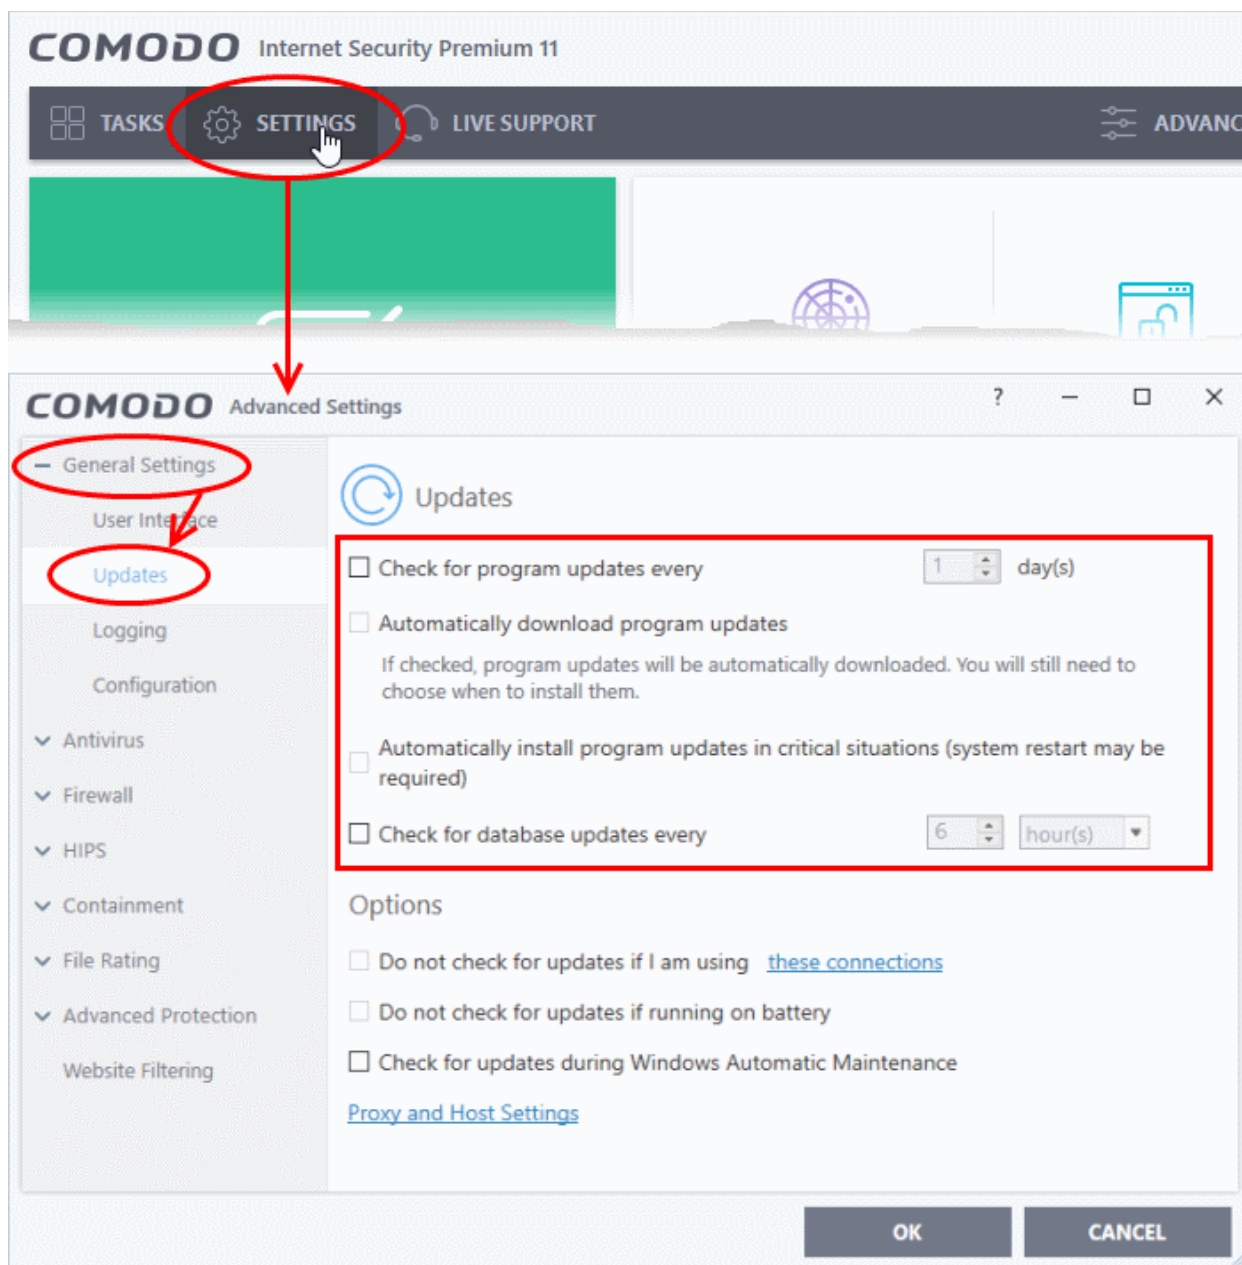 COMODO Internet Security Premium 11
TASKS SETTINGS LIVE SUPPORT ADVANC
COMODO Advanced Settings ?
General Settings
User Interface
Updates
Logging
Configuration
Antivirus
Firewall
HIPS
Containment
File Rating
Advanced Protection
Website Filtering
Updates
Check for program updates every 1 day(s)
Automatically download program updates
If checked, program updates will be automatically downloaded. You will still need to
choose when to install them.
Automatically install program updates in critical situations (system restart may be
required)
Check for database updates every 6 hour(s)
Options
Do not check for updates if I am using these connections
Do not check for updates if running on battery
Check for updates during Windows Automatic Maintenance
Proxy and Host Settings
OK CANCEL